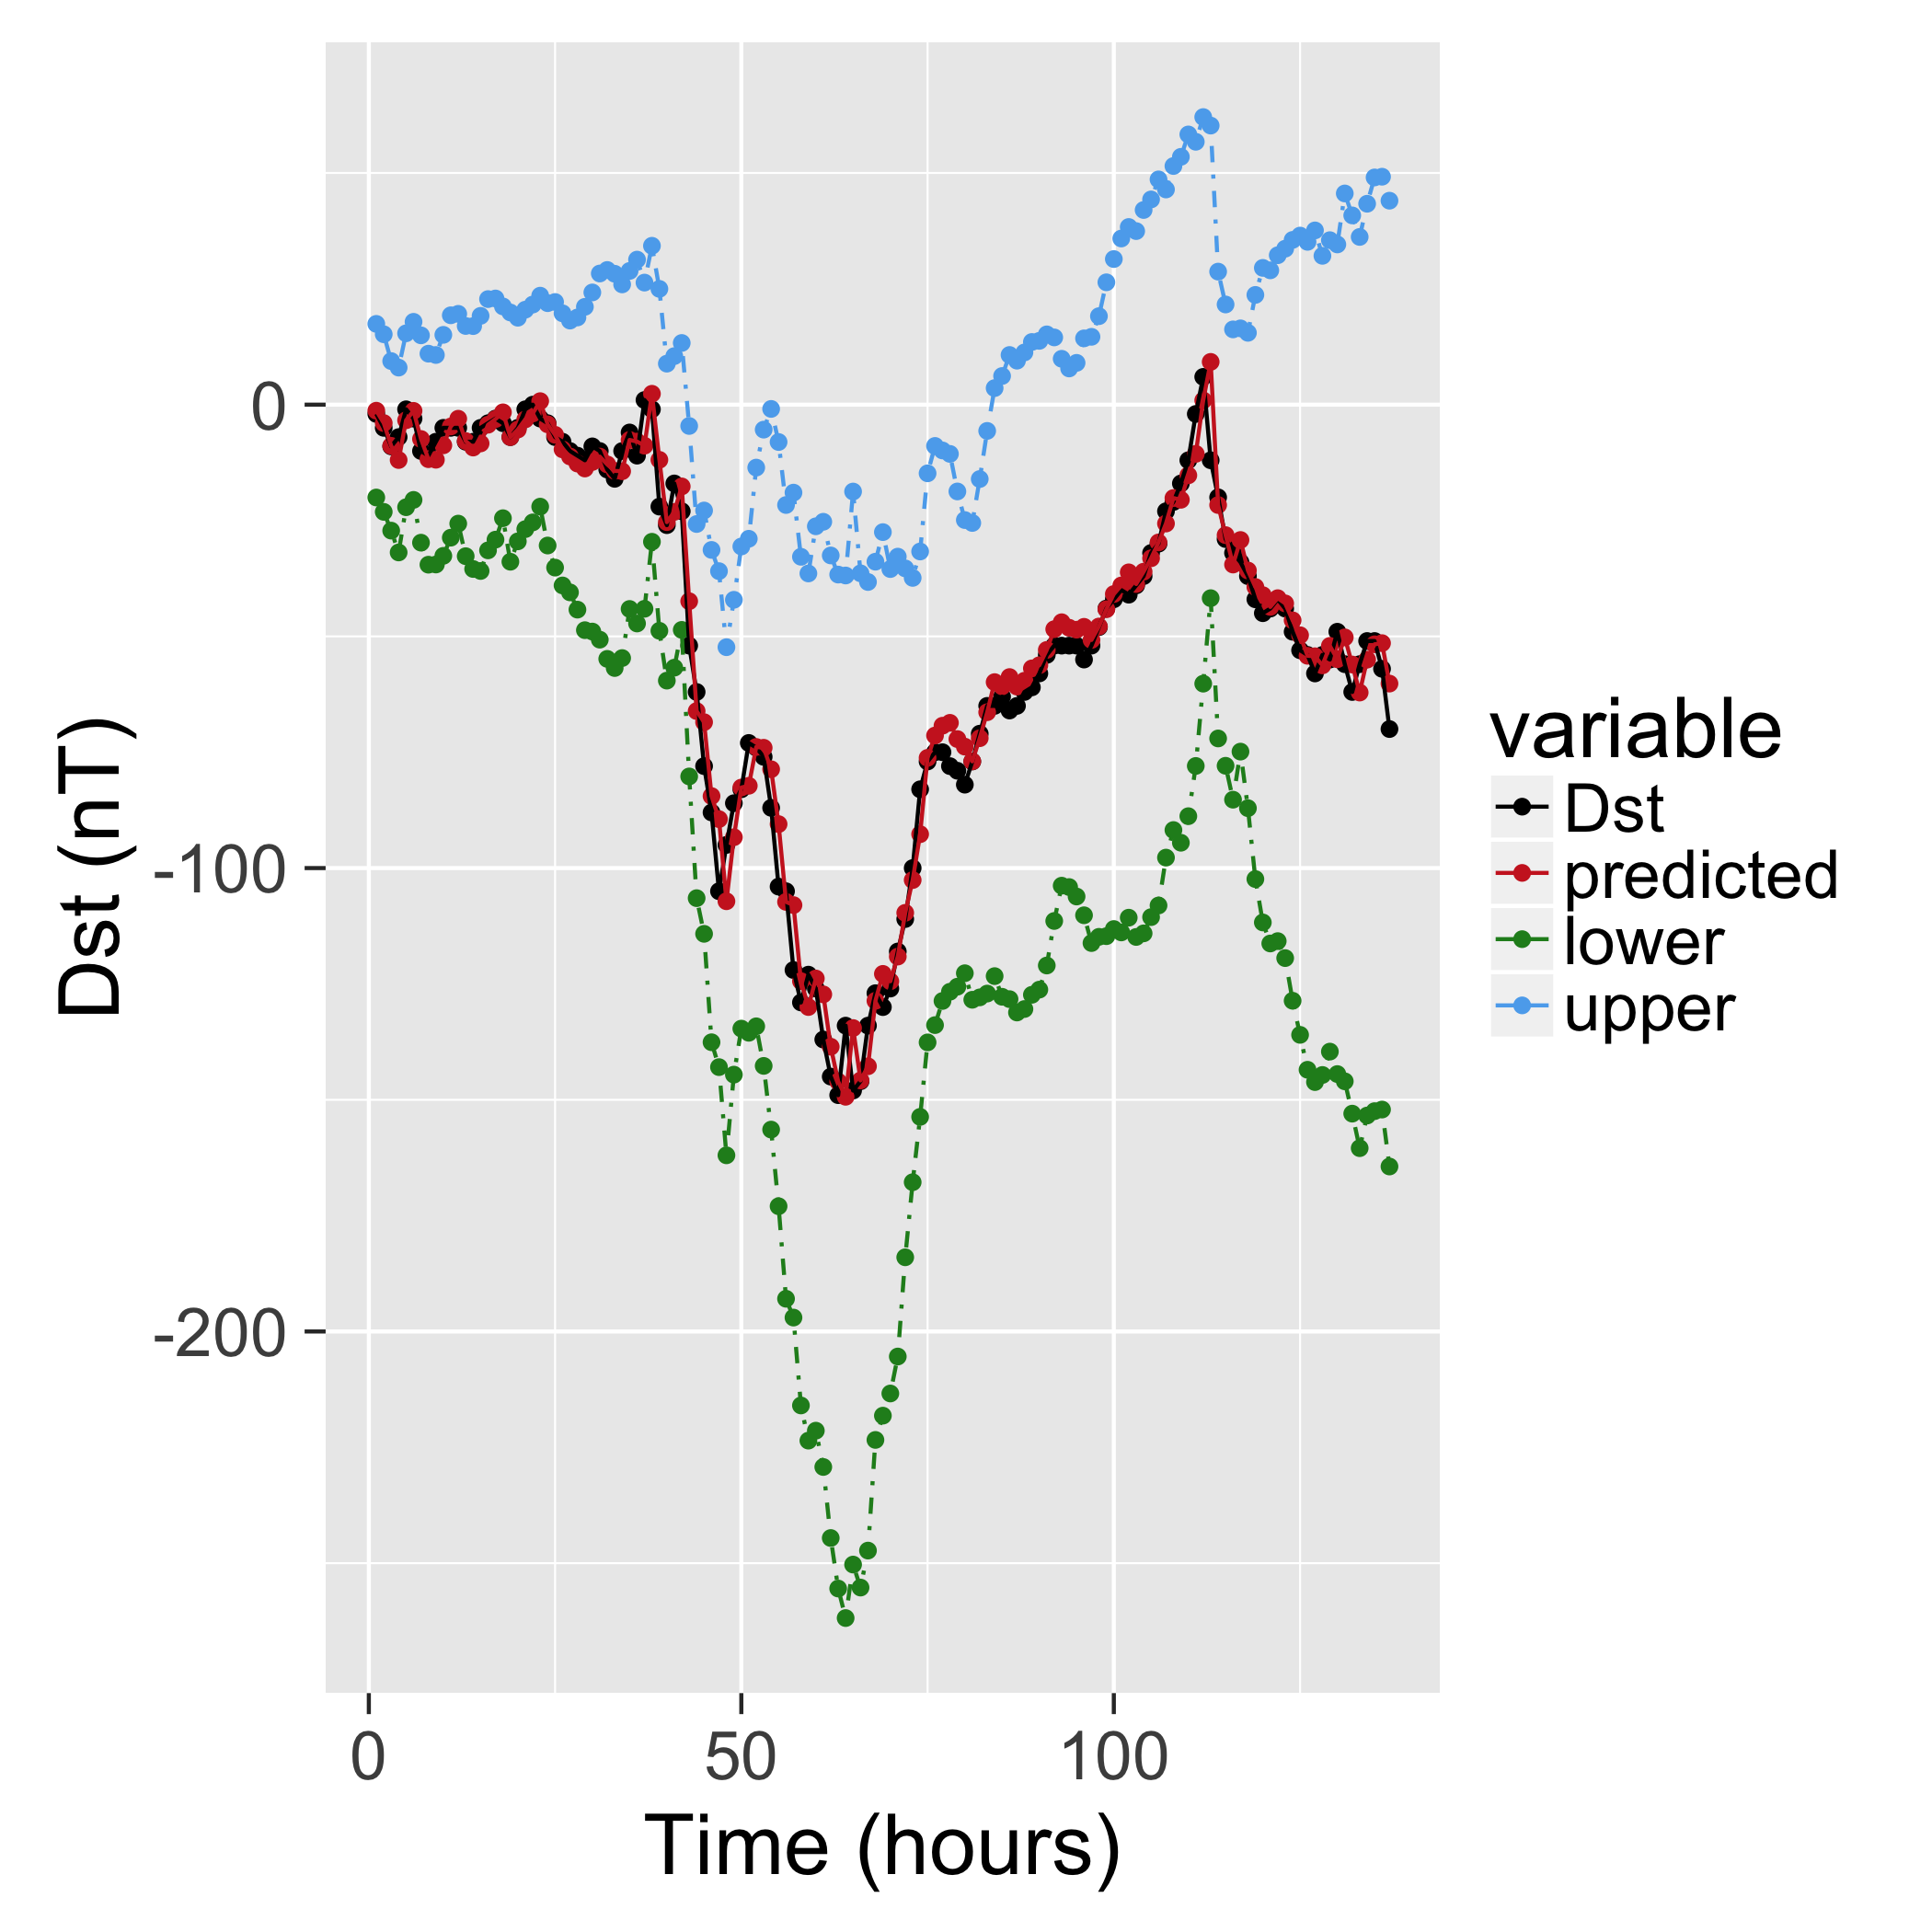 Dst (nT)
0
-100
-200
0
50
100
Time (hours)
variable
Dst
predicted
lower
upper